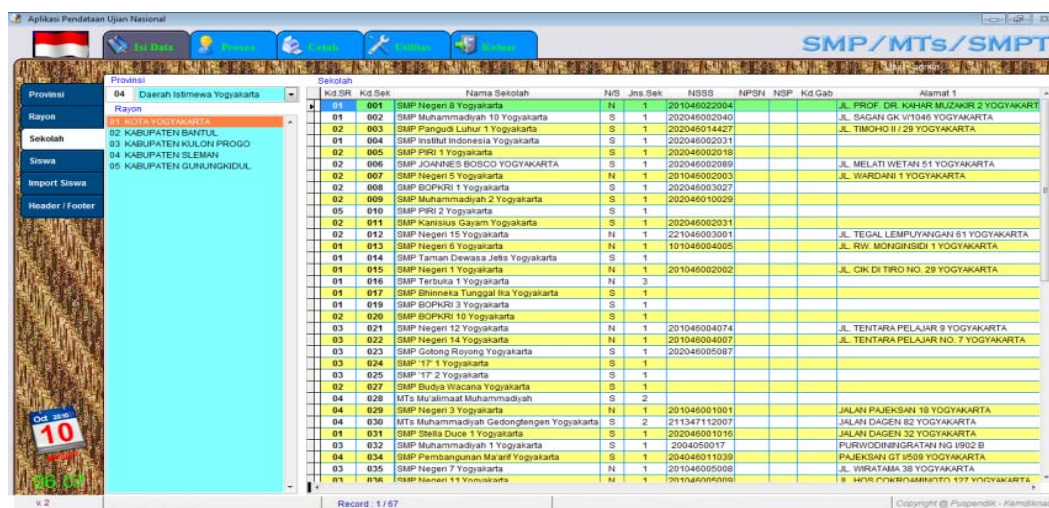 Aplikasi Pendataan Ujian Nasional
Isi Data Proses Cetak Utilitas Keluar
SMP/MTs/SMPT
Provinsi
04 Daerah Istimewa Yogyakarta
Rayon
01 KOTA YOGYAKARTA
02 KABUPATEN BANTUL
03 KABUPATEN KULON PROGO
04 KABUPATEN SLEMAN
05 KABUPATEN GUNUNGKIDUL
Provinsi
Rayon
Sekolah
Siswa
Import Siswa
Header / Footer
Sekolah
Kd.SR Kd.Sek Nama Sekolah N/S Jns.Sek NSSS NPSN NSP Kd.Gab Alamat 1
01 001 SMP Negeri 8 Yogyakarta N 1 201046022004 JL. PROF. DR. KAHAR MUZAKIR 2 YOGYAKART
01 002 SMP Muhammadiyah 10 Yogyakarta S 1 202046002040 JL. SAGAN GK V/1046 YOGYAKARTA
02 003 SMP Pangudi Luhur 1 Yogyakarta S 1 202046014427 JL. TIMOHO II / 29 YOGYAKARTA
01 004 SMP Institut Indonesia Yogyakarta S 1 202046002031
02 005 SMP PIRI 1 Yogyakarta S 1 202046002018
02 006 SMP JOANNES BOSCO YOGYAKARTA S 1 202046002089 JL. MELATI WETAN 51 YOGYAKARTA
02 007 SMP Negeri 5 Yogyakarta N 1 201046002003 JL. WARDANI 1 YOGYAKARTA
02 008 SMP BOPKRI 1 Yogyakarta S 1 202046003027
02 009 SMP Muhammadiyah 2 Yogyakarta S 1 202046010029
05 010 SMP PIRI 2 Yogyakarta S 1
02 011 SMP Kanisius Gayam Yogyakarta S 1 202046002031
02 012 SMP Negeri 15 Yogyakarta N 1 221046003001 JL. TEGAL LEMPUYANGAN 61 YOGYAKARTA
01 013 SMP Negeri 6 Yogyakarta N 1 101046004005 JL. RW. MONGINSIDI 1 YOGYAKARTA
01 014 SMP Taman Dewasa Jetis Yogyakarta S 1
01 015 SMP Negeri 1 Yogyakarta N 1 201046002002 JL. CIK DI TIRO NO. 29 YOGYAKARTA
01 016 SMP Terbuka 1 Yogyakarta N 3
01 017 SMP Bhinneka Tunggal Ika Yogyakarta S 1
01 019 SMP BOPKRI 3 Yogyakarta S 1
02 020 SMP BOPKRI 10 Yogyakarta S 1
03 021 SMP Negeri 12 Yogyakarta N 1 201046004074 JL. TENTARA PELAJAR 9 YOGYAKARTA
03 022 SMP Negeri 14 Yogyakarta N 1 201046004007 JL. TENTARA PELAJAR NO. 7 YOGYAKARTA
03 023 SMP Gotong Royong Yogyakarta S 1 202046005087
03 024 SMP '17' 1 Yogyakarta S 1
03 025 SMP '17' 2 Yogyakarta S 1
02 027 SMP Budya Wacana Yogyakarta S 1
04 028 MTs Mu'alimaat Muhammadiyah S 2
04 029 SMP Negeri 3 Yogyakarta N 1 201046001001 JALAN PAJEKSAN 18 YOGYAKARTA
04 030 MTs Muhammadiyah Gedongtengen Yogyakarta S 2 211347112007 JALAN DAGEN 82 YOGYAKARTA
01 031 SMP Stella Duce 1 Yogyakarta S 1 202046001016 JALAN DAGEN 32 YOGYAKARTA
03 032 SMP Muhammadiyah 1 Yogyakarta S 1 2004050017 PURWODININGRATAN NG I/902 B
04 034 SMP Pembangunan Ma'arif Yogyakarta S 1 204046011039 PAJEKSAN GT I/509 YOGYAKARTA
03 035 SMP Negeri 7 Yogyakarta N 1 201046005008 JL. WIRATAMA 38 YOGYAKARTA
03 036 SMP Negeri 11 Yogyakarta N 1 201046005009 JL. HOS COKROAMINOTO 127 YOGYAKARTA
Oct 2010
10
v. 2
Record : 1 / 67
Copyright @ Puspendik - Kemdiknas